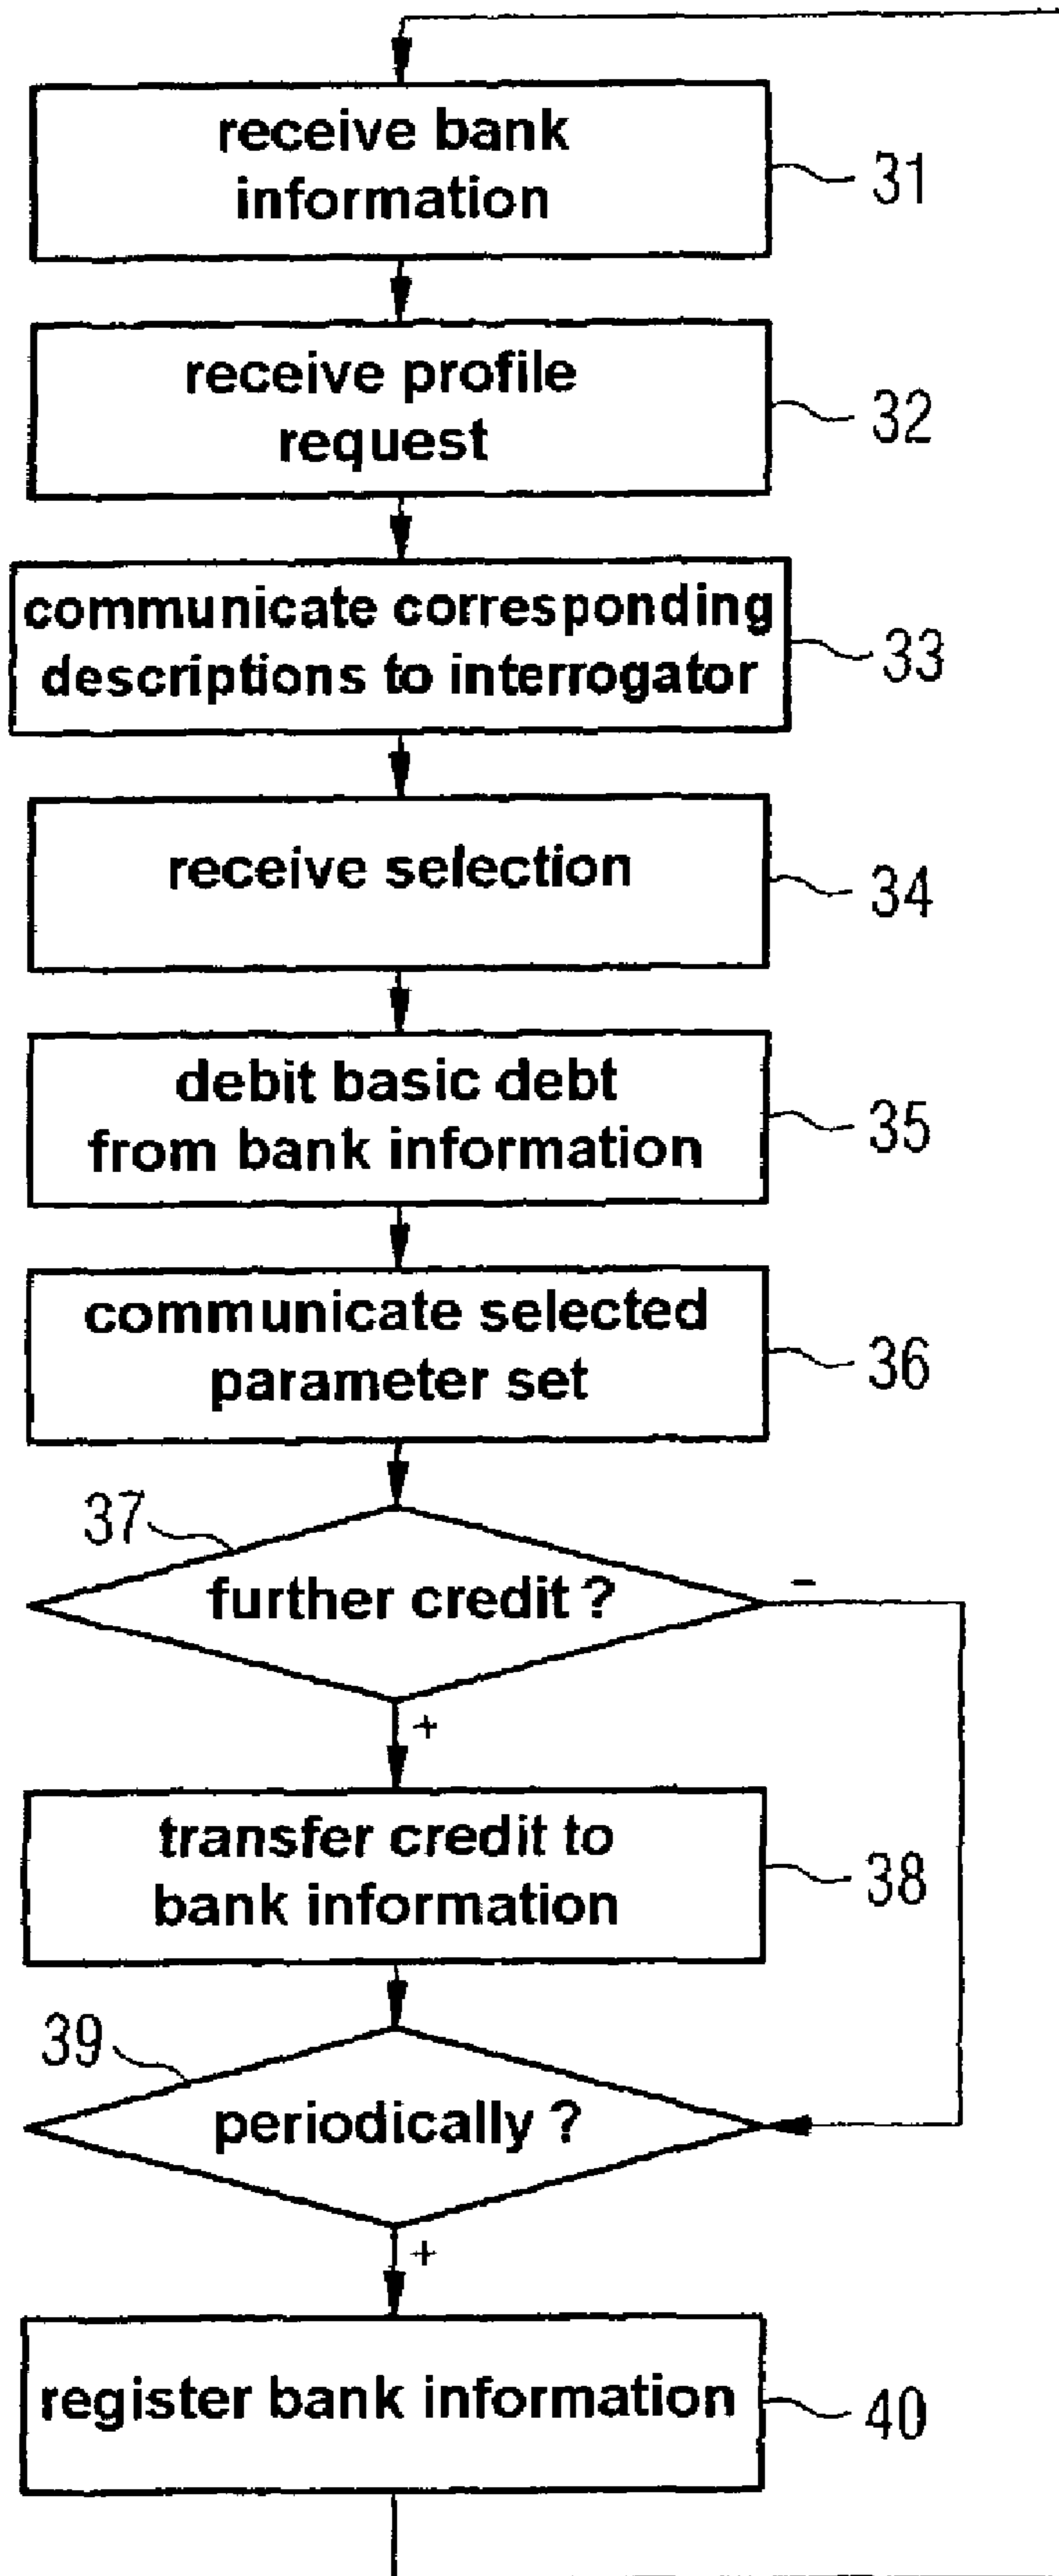 receive bank
information
31
receive profile
request
32
communicate corresponding
descriptions to interrogator
33
receive selection
34
debit basic debt
from bank information
35
communicate selected
parameter set
36
37
further credit ?
-
+
transfer credit to
bank information
38
39
periodically ?
+
register bank information
40